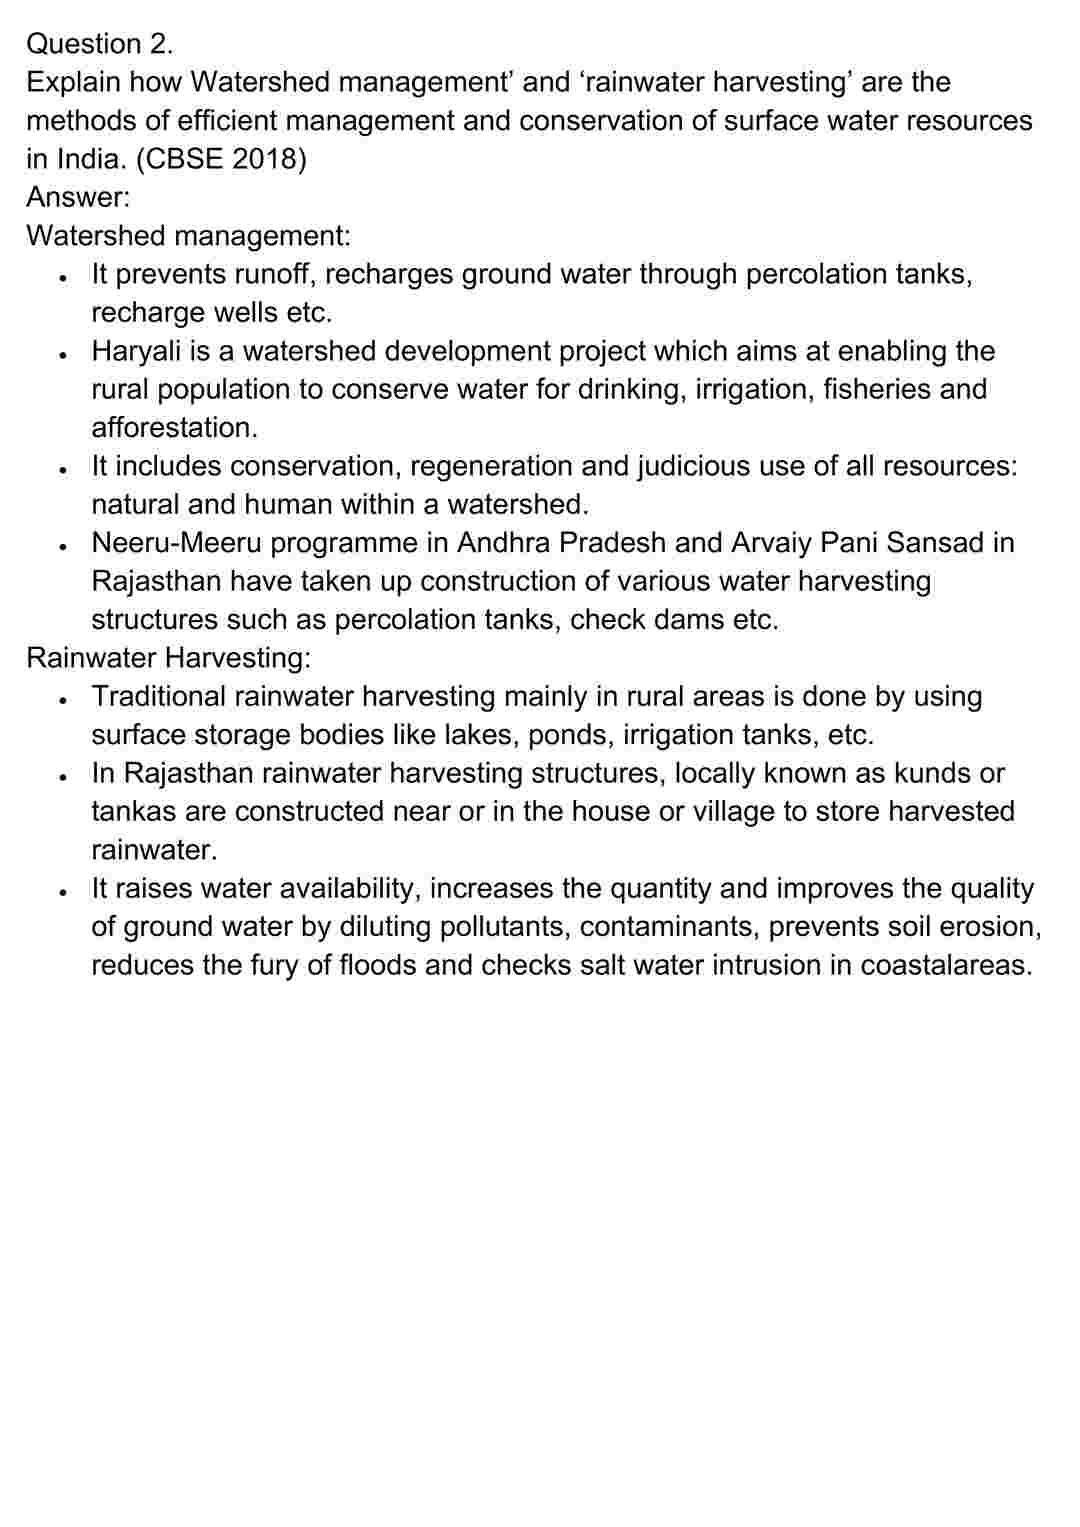 Question 2.
Explain how Watershed management’ and ‘rainwater harvesting’ are the
methods of efficient management and conservation of surface water resources
in India. (CBSE 2018)
Answer:
Watershed management:
• It prevents runoff, recharges ground water through percolation tanks,
recharge wells etc.
• Haryali is a watershed development project which aims at enabling the
rural population to conserve water for drinking, irrigation, fisheries and
afforestation.
• It includes conservation, regeneration and judicious use of all resources:
natural and human within a watershed.
• Neeru-Meeru programme in Andhra Pradesh and Arvaiy Pani Sansad in
Rajasthan have taken up construction of various water harvesting
structures such as percolation tanks, check dams etc.
Rainwater Harvesting:
• Traditional rainwater harvesting mainly in rural areas is done by using
surface storage bodies like lakes, ponds, irrigation tanks, etc.
• In Rajasthan rainwater harvesting structures, locally known as kunds or
tankas are constructed near or in the house or village to store harvested
rainwater.
• It raises water availability, increases the quantity and improves the quality
of ground water by diluting pollutants, contaminants, prevents soil erosion,
reduces the fury of floods and checks salt water intrusion in coastalareas.